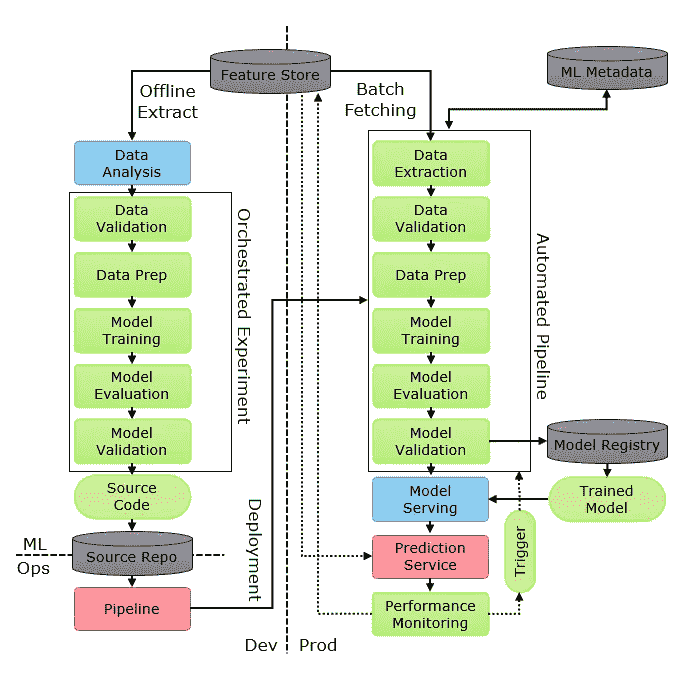 Feature Store
ML Metadata
Offline
Extract
Batch
Fetching
Data
Analysis
Data
Validation
Data Prep
Model
Training
Model
Evaluation
Model
Validation
Orchestrated Experiment
Source
Code
ML
Ops
Source Repo
Pipeline
Deployment
Dev
Prod
Data
Extraction
Data
Validation
Data Prep
Model
Training
Model
Evaluation
Model
Validation
Automated Pipeline
Model Registry
Trained
Model
Model
Serving
Prediction
Service
Trigger
Performance
Monitoring